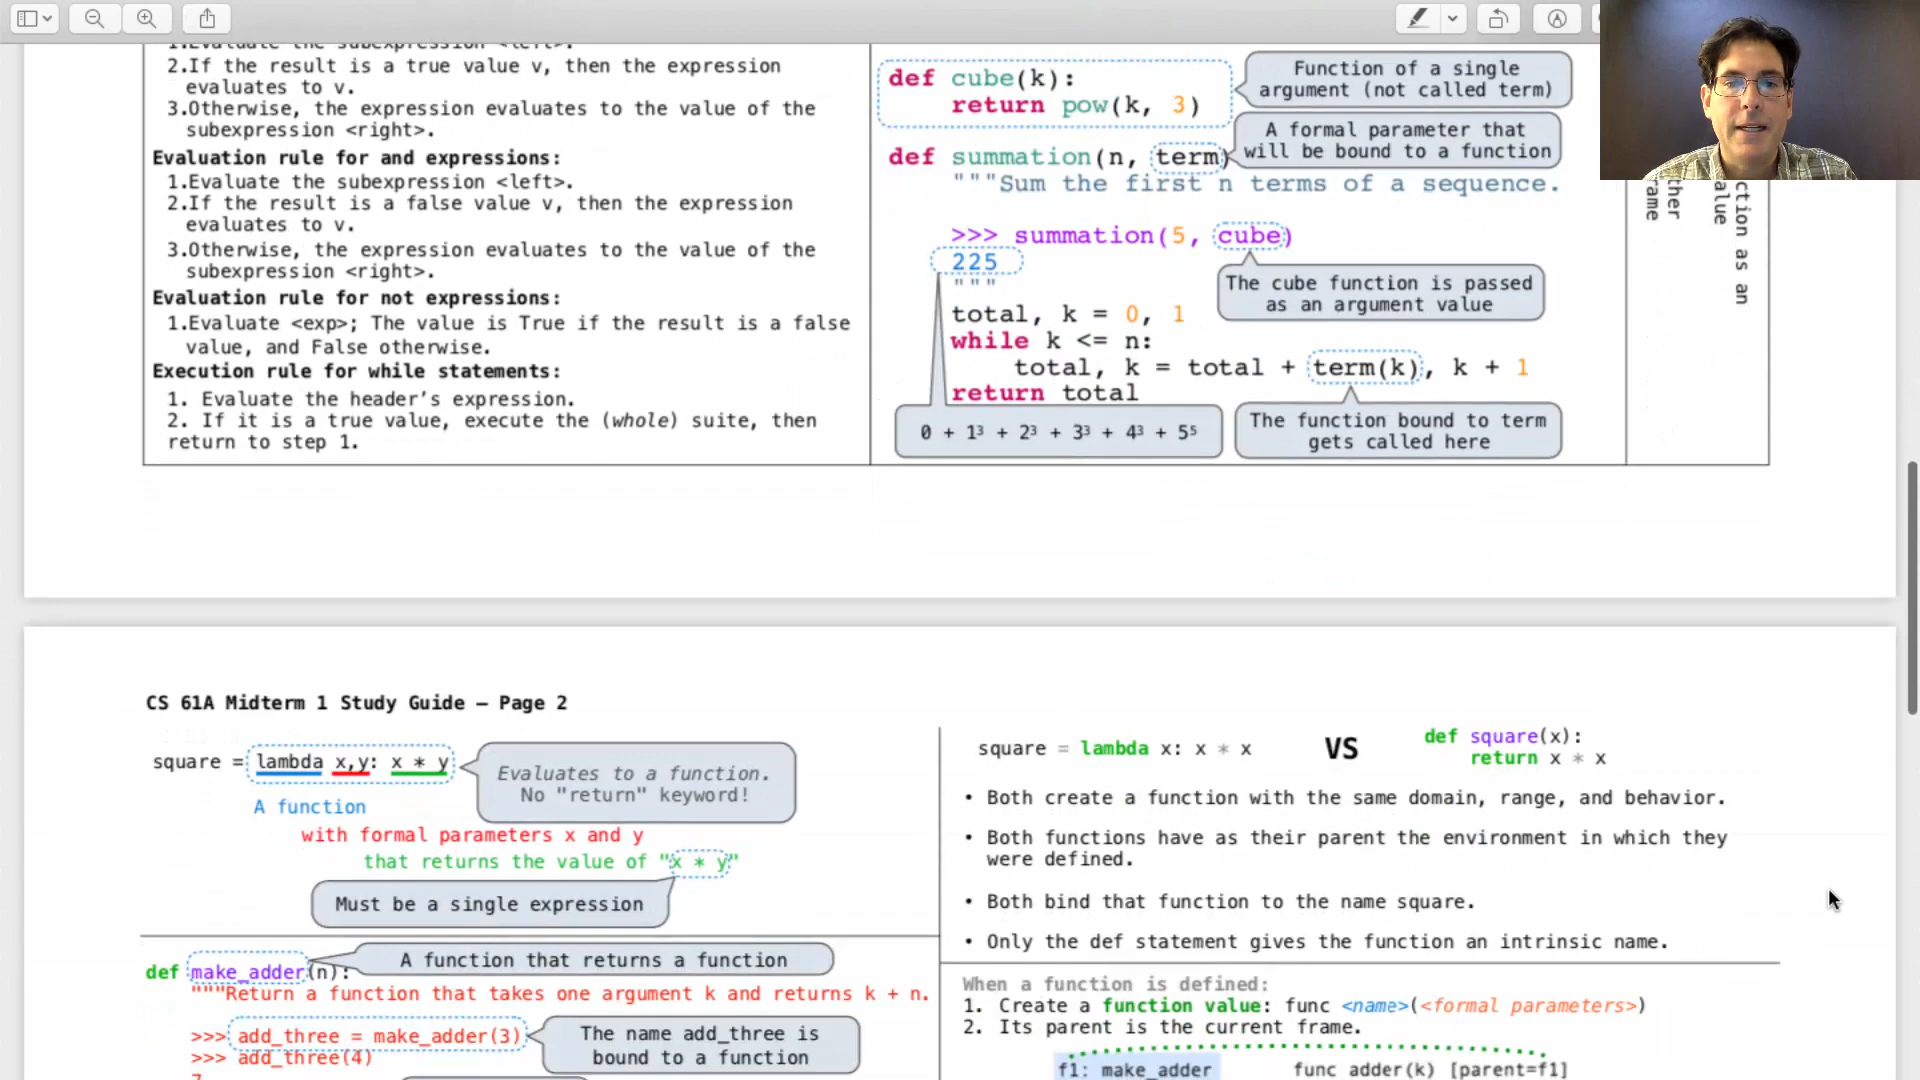 1.Evaluate the subexpression <left>.
2.If the result is a true value v, then the expression
evaluates to v.
3.Otherwise, the expression evaluates to the value of the
subexpression <right>.
Evaluation rule for and expressions:
1.Evaluate the subexpression <left>.
2.If the result is a false value v, then the expression
evaluates to v.
3.Otherwise, the expression evaluates to the value of the
subexpression <right>.
Evaluation rule for not expressions:
1.Evaluate <exp>; The value is True if the result is a false
value, and False otherwise.
Execution rule for while statements:
1. Evaluate the header's expression.
2. If it is a true value, execute the (whole) suite, then
return to step 1.
def cube(k):
return pow(k, 3)
Function of a single
argument (not called term)
A formal parameter that
will be bound to a function
def summation(n, term)
"""Sum the first n terms of a sequence.
>>> summation(5, cube)
225
"""
The cube function is passed
as an argument value
total, k = 0, 1
while k <= n:
total, k = total + term(k), k + 1
return total
0 + 1³ + 2³ + 3³ + 4³ + 5⁵
The function bound to term
gets called here
ction as an
alue
ther
rame
CS 61A Midterm 1 Study Guide – Page 2
square = lambda x,y: x * y
Evaluates to a function.
No "return" keyword!
A function
with formal parameters x and y
that returns the value of "x * y"
Must be a single expression
def make_adder(n):
A function that returns a function
"""Return a function that takes one argument k and returns k + n.
>>> add_three = make_adder(3)
>>> add_three(4)
7
The name add_three is
bound to a function
square = lambda x: x * x
VS
def square(x):
return x * x
• Both create a function with the same domain, range, and behavior.
• Both functions have as their parent the environment in which they
were defined.
• Both bind that function to the name square.
• Only the def statement gives the function an intrinsic name.
When a function is defined:
1. Create a function value: func <name>(<formal parameters>)
2. Its parent is the current frame.
f1: make_adder
func adder(k) [parent=f1]